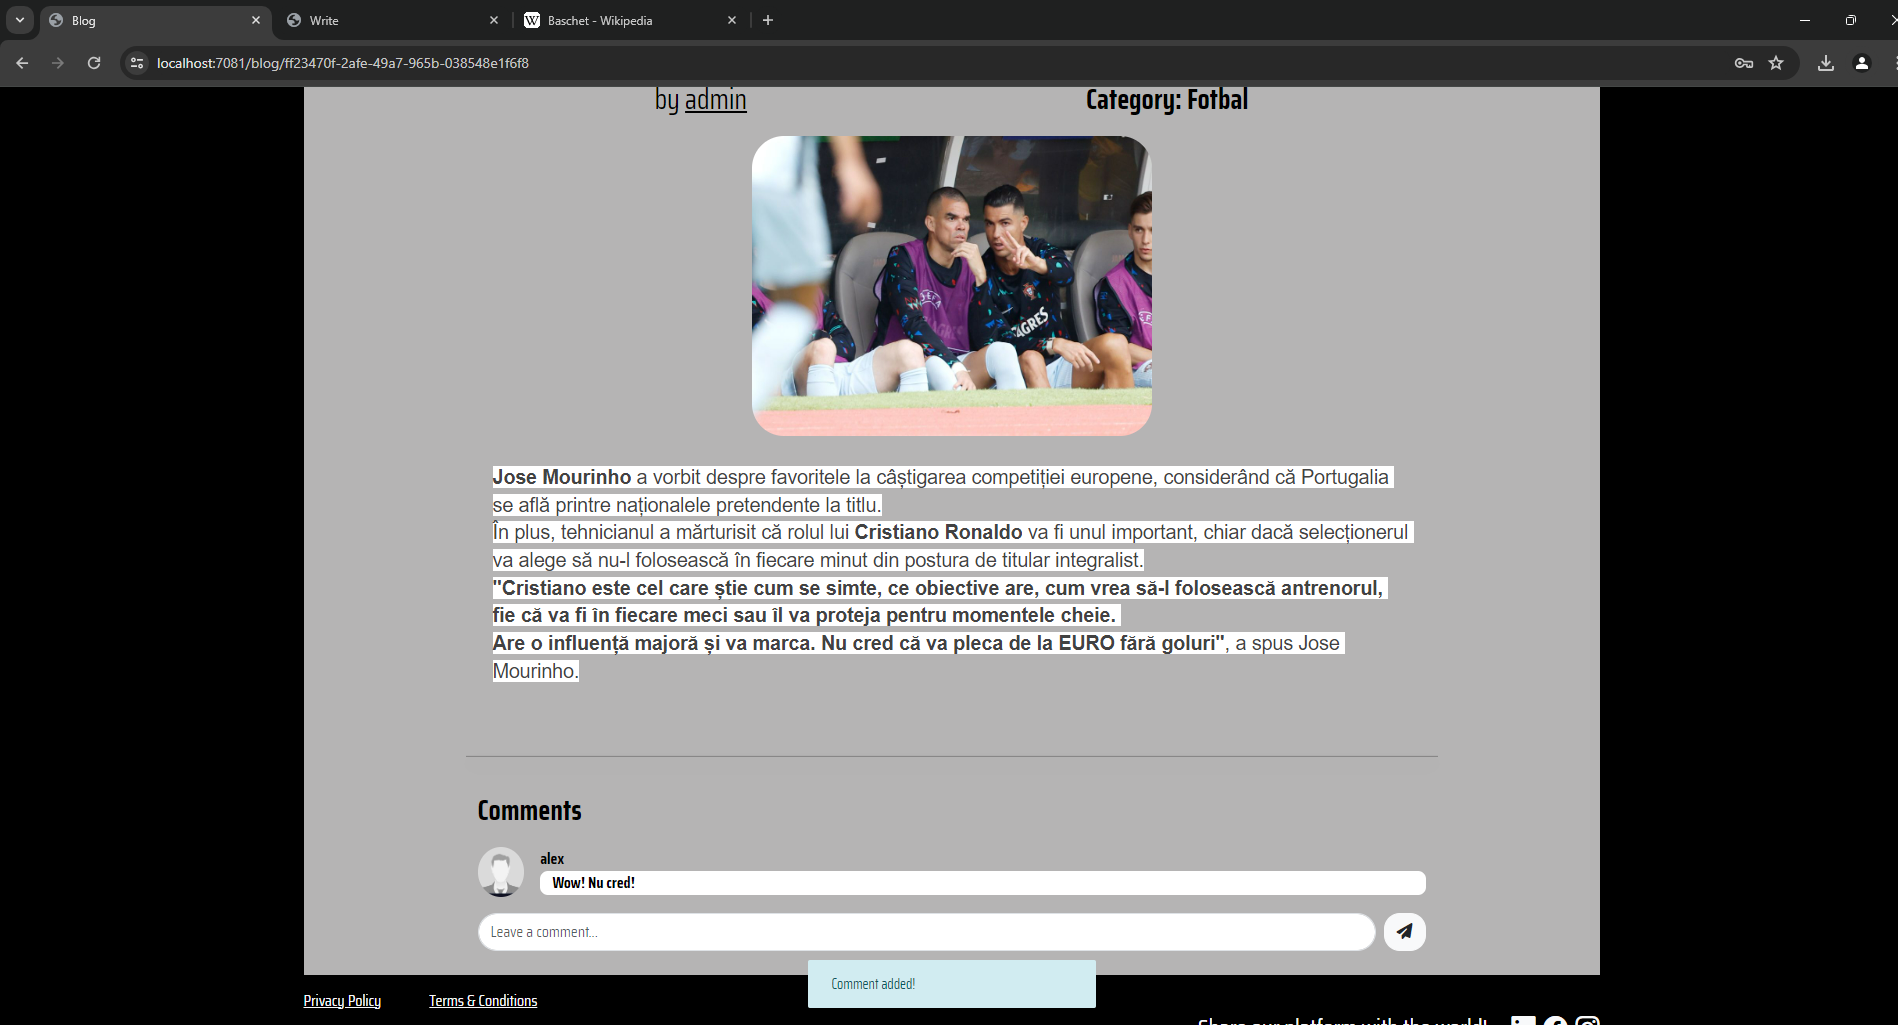 Blog
Write
W Baschet - Wikipedia
localhost:7081/blog/ff23470f-2afe-49a7-965b-038548e1f6f8
by admin
Category: Fotbal
Jose Mourinho a vorbit despre favoritele la câștigarea competiției europene, considerând că Portugalia
se află printre naționalele pretendente la titlu.
În plus, tehnicianul a mărturisit că rolul lui Cristiano Ronaldo va fi unul important, chiar dacă selecționerul
va alege să nu-l folosească în fiecare minut din postura de titular integralist.
"Cristiano este cel care știe cum se simte, ce obiective are, cum vrea să-l folosească antrenorul,
fie că va fi în fiecare meci sau îl va proteja pentru momentele cheie.
Are o influență majoră și va marca. Nu cred că va pleca de la EURO fără goluri", a spus Jose
Mourinho.
Comments
alex
Wow! Nu cred!
Leave a comment...
Comment added!
Privacy Policy
Terms & Conditions
Share our platform with the world!